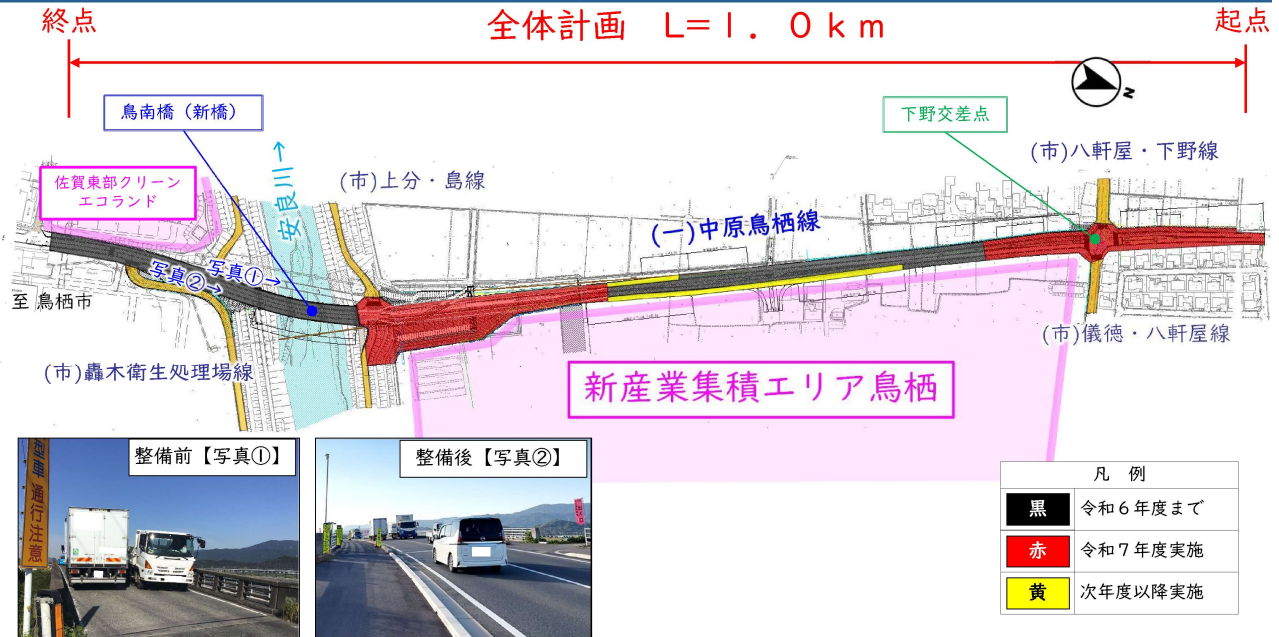 終点
全体計画 L=1.0km
起点
鳥南橋（新橋）
下野交差点
N
(市)八軒屋・下野線
佐賀東部クリーン
エコランド
安良川→
(市)上分・島線
(一)中原鳥栖線
写真①→
写真②→
至 鳥栖市
(市)儀徳・八軒屋線
(市)轟木衛生処理場線
新産業集積エリア鳥栖
整備前【写真①】
型車 通行注意
整備後【写真②】
凡 例
黒 令和６年度まで
赤 令和７年度実施
黄 次年度以降実施